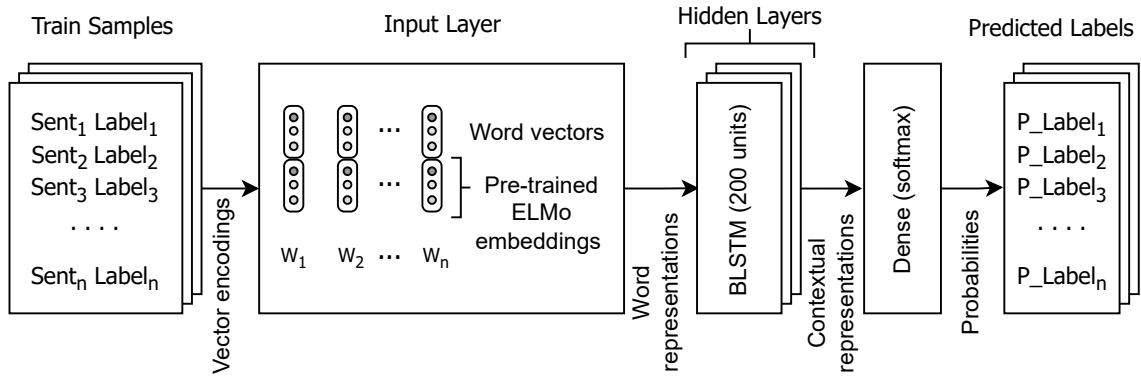 Train Samples
Sent1 Label1
Sent2 Label2
Sent3 Label3
. . . .
Sentn Labeln
Vector encodings
Input Layer
... Word vectors
... Pre-trained
ELMo
embeddings
W1 W2 ... Wn
Word
representations
Hidden Layers
BLSTM (200 units)
Contextual
representations
Dense (softmax)
Probabilities
Predicted Labels
P_Label1
P_Label2
P_Label3
. . . .
P_Labeln